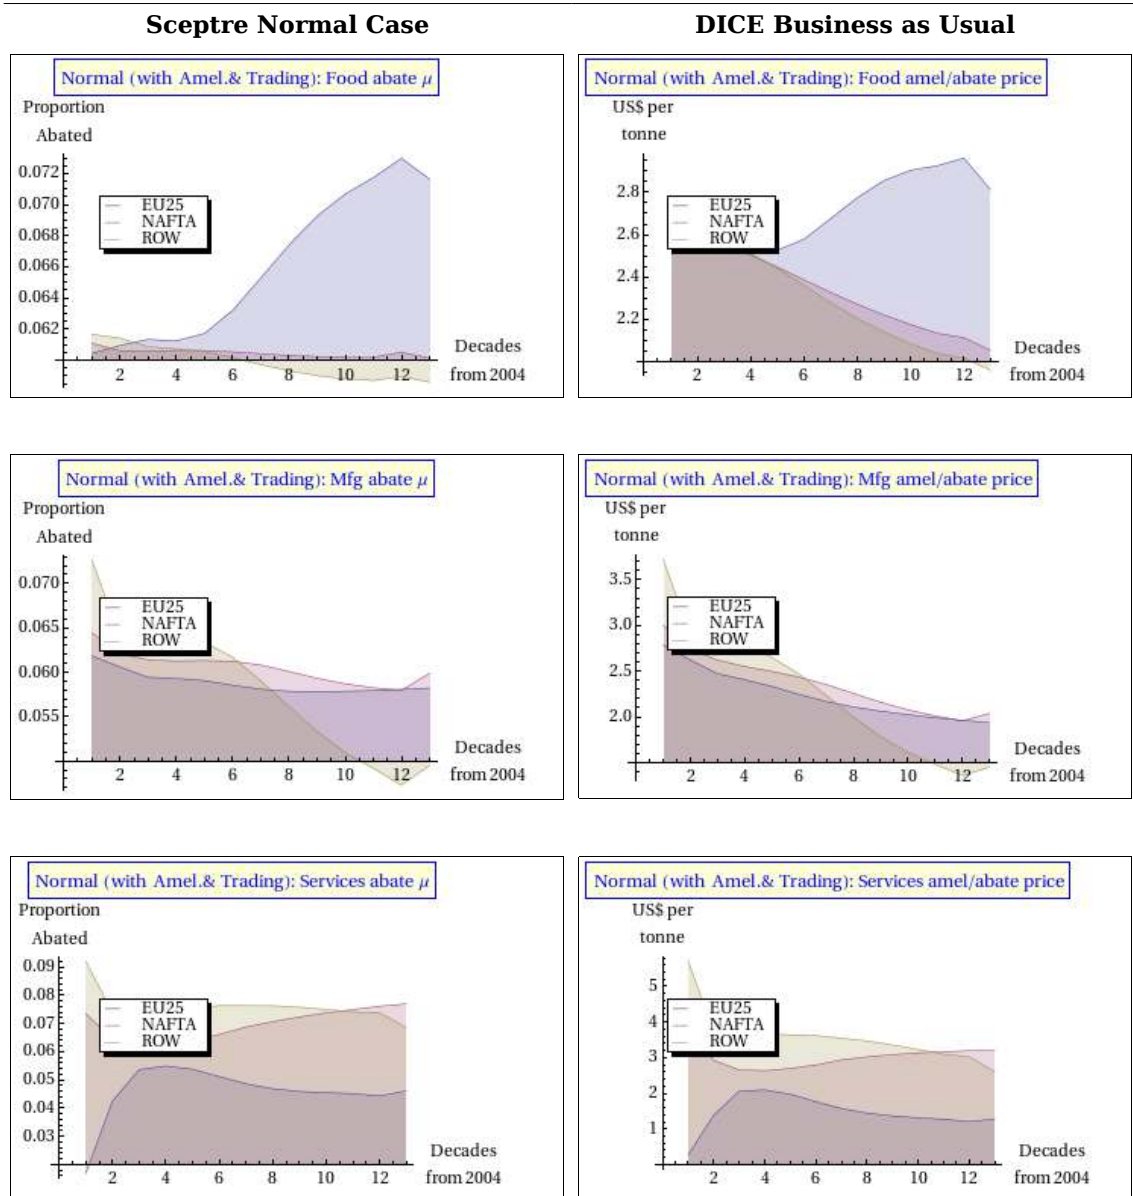 Sceptre Normal Case
DICE Business as Usual
Normal (with Amel.& Trading): Food abate μ
Proportion
Abated
0.072
0.070
0.068
0.066
0.064
0.062
EU25
NAFTA
ROW
2 4 6 8 10 12
Decades
from 2004
Normal (with Amel.& Trading): Food amel/abate price
US$ per
tonne
2.8
2.6
2.4
2.2
EU25
NAFTA
ROW
2 4 6 8 10 12
Decades
from 2004
Normal (with Amel.& Trading): Mfg abate μ
Proportion
Abated
0.070
0.065
0.060
0.055
EU25
NAFTA
ROW
2 4 6 8 10 12
Decades
from 2004
Normal (with Amel.& Trading): Mfg amel/abate price
US$ per
tonne
3.5
3.0
2.5
2.0
EU25
NAFTA
ROW
2 4 6 8 10 12
Decades
from 2004
Normal (with Amel.& Trading): Services abate μ
Proportion
Abated
0.09
0.08
0.07
0.06
0.05
0.04
0.03
EU25
NAFTA
ROW
2 4 6 8 10 12
Decades
from 2004
Normal (with Amel.& Trading): Services amel/abate price
US$ per
tonne
5
4
3
2
1
EU25
NAFTA
ROW
2 4 6 8 10 12
Decades
from 2004